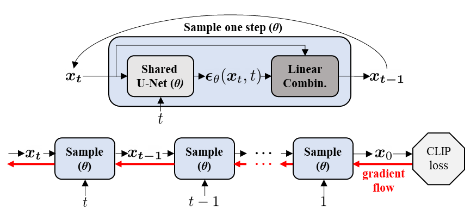 Sample one step (θ)
x_t Shared U-Net (θ) ϵ_θ(x_t, t) Linear Combin. x_{t−1}
t
x_t Sample (θ) x_{t−1} Sample (θ) ··· Sample (θ) x_0 CLIP loss
··· gradient flow
t t − 1 1